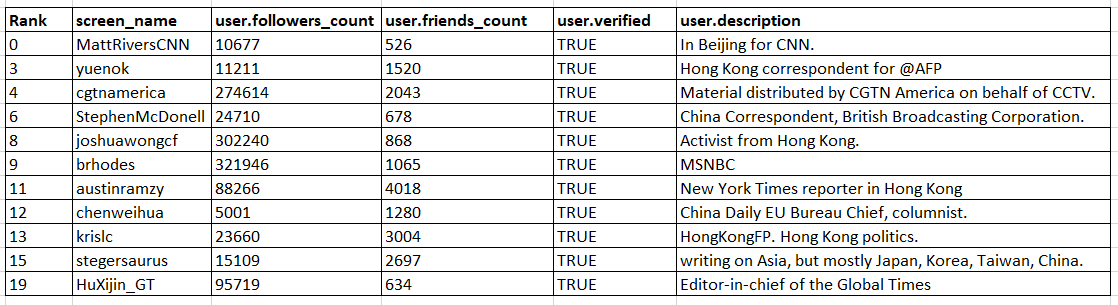 Rank screen_name user.followers_count user.friends_count user.verified user.description
0 MattRiversCNN 10677 526 TRUE In Beijing for CNN.
3 yuenok 11211 1520 TRUE Hong Kong correspondent for @AFP
4 cgtnamerica 274614 2043 TRUE Material distributed by CGTN America on behalf of CCTV.
6 StephenMcDonell 24710 678 TRUE China Correspondent, British Broadcasting Corporation.
8 joshuawongcf 302240 868 TRUE Activist from Hong Kong.
9 brhodes 321946 1065 TRUE MSNBC
11 austinramzy 88266 4018 TRUE New York Times reporter in Hong Kong
12 chenweihua 5001 1280 TRUE China Daily EU Bureau Chief, columnist.
13 krislc 23660 3004 TRUE HongKongFP. Hong Kong politics.
15 stegersaurus 15109 2697 TRUE writing on Asia, but mostly Japan, Korea, Taiwan, China.
19 HuXijin_GT 95719 634 TRUE Editor-in-chief of the Global Times